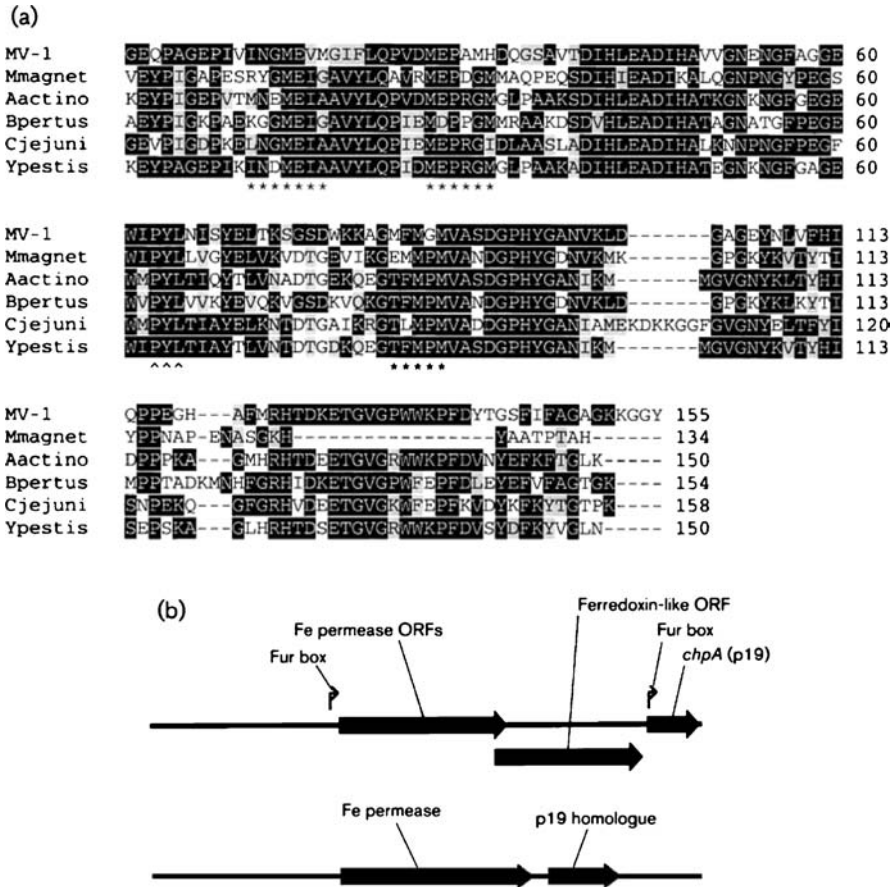 (a)
MV-1 GEQPAGEPIVINGMEVMGIFLQPVDMEPAMHDQGSAVTDIHLEADIHAVVGNENGFAGGE 60
Mmagnet VEYPIGAPESRYGMEIGAVYLQAVRMEPDGMMAQPEQSDIHIEADIKALQGNPNGYPEGS 60
Aactino KEYPIGEPVTMNEMEIAAVYLQPVDMEPRGMGLPAAKSDIHLEADIHATKGNKNGFGEGE 60
Bpertus AEYPIGKPAEKGGMEIGAVYLQPIEMDPPGMMRAAKDSDVHLEADIHATAGNATGFPEGE 60
Cjejuni GEVPIGDPKELNGMEIAAVYLQPIEMEPRGIDLAASLADIHLEADIHALKNNPNGFPEGF 60
Ypestis KEYPAGEPIKINDMEIAAVYLQPIDMEPRGMGLPAAKADIHLEADIHATEGNKNGFGAGE 60
******* ******
MV-1 WIPYLNISYELTKSGSDWKKAGMFMGMVASDGPHYGANVKLD-------GAGEYNLVFHI 113
Mmagnet WIPYLLVGYELVKVDTGEVIKGEMMPMVASDGPHYGDNVKMK-------GPGKYKVTYTI 113
Aactino WMPYLTIQYTLVNADTGEKQEGTFMPMVASDGPHYGANIKM-------MGVGNYKLTYHI 113
Bpertus WVPYLVVKYEVQKVGSDKVQKGTFMPMVANDGPHYGDNVKLD-------GPGKYKLKYTI 113
Cjejuni WMPYLTIAYELKNTDTGAIKRGTLMPMVADDGPHYGANIAMEKDKKGGFGVGNYELTFYI 120
Ypestis WIPYLTIAYTLVNTDTGDKQEGTFMPMVASDGPHYGANIKM-------MGVGNYKVTYHI 113
^^^ *****
MV-1 QPPEGH---AFMRHTDKETGVGPWWKPFDYTGSFIFAGAGKKGGY 155
Mmagnet YPPNAP-ENASGKH-----------------YAATPTAH------ 134
Aactino DPPPKA---GMHRHTDEETGVGRWWKPFDVNYEFKFTGLK----- 150
Bpertus MPPTADKMNHFGRHIDKETGVGPWFEPFDLEYEFVFAGTGK---- 154
Cjejuni SNPEKQ---GFGRHVDEETGVGKWFEPFKVDYKFKYTGTPK---- 158
Ypestis SEPSKA---GLHRHTDSETGVGRWWKPFDVSYDFKYVGLN----- 150
(b)
Ferredoxin-like ORF
Fe permease ORFs
Fur box
Fur box
chpA (p19)
Fe permease
p19 homologue